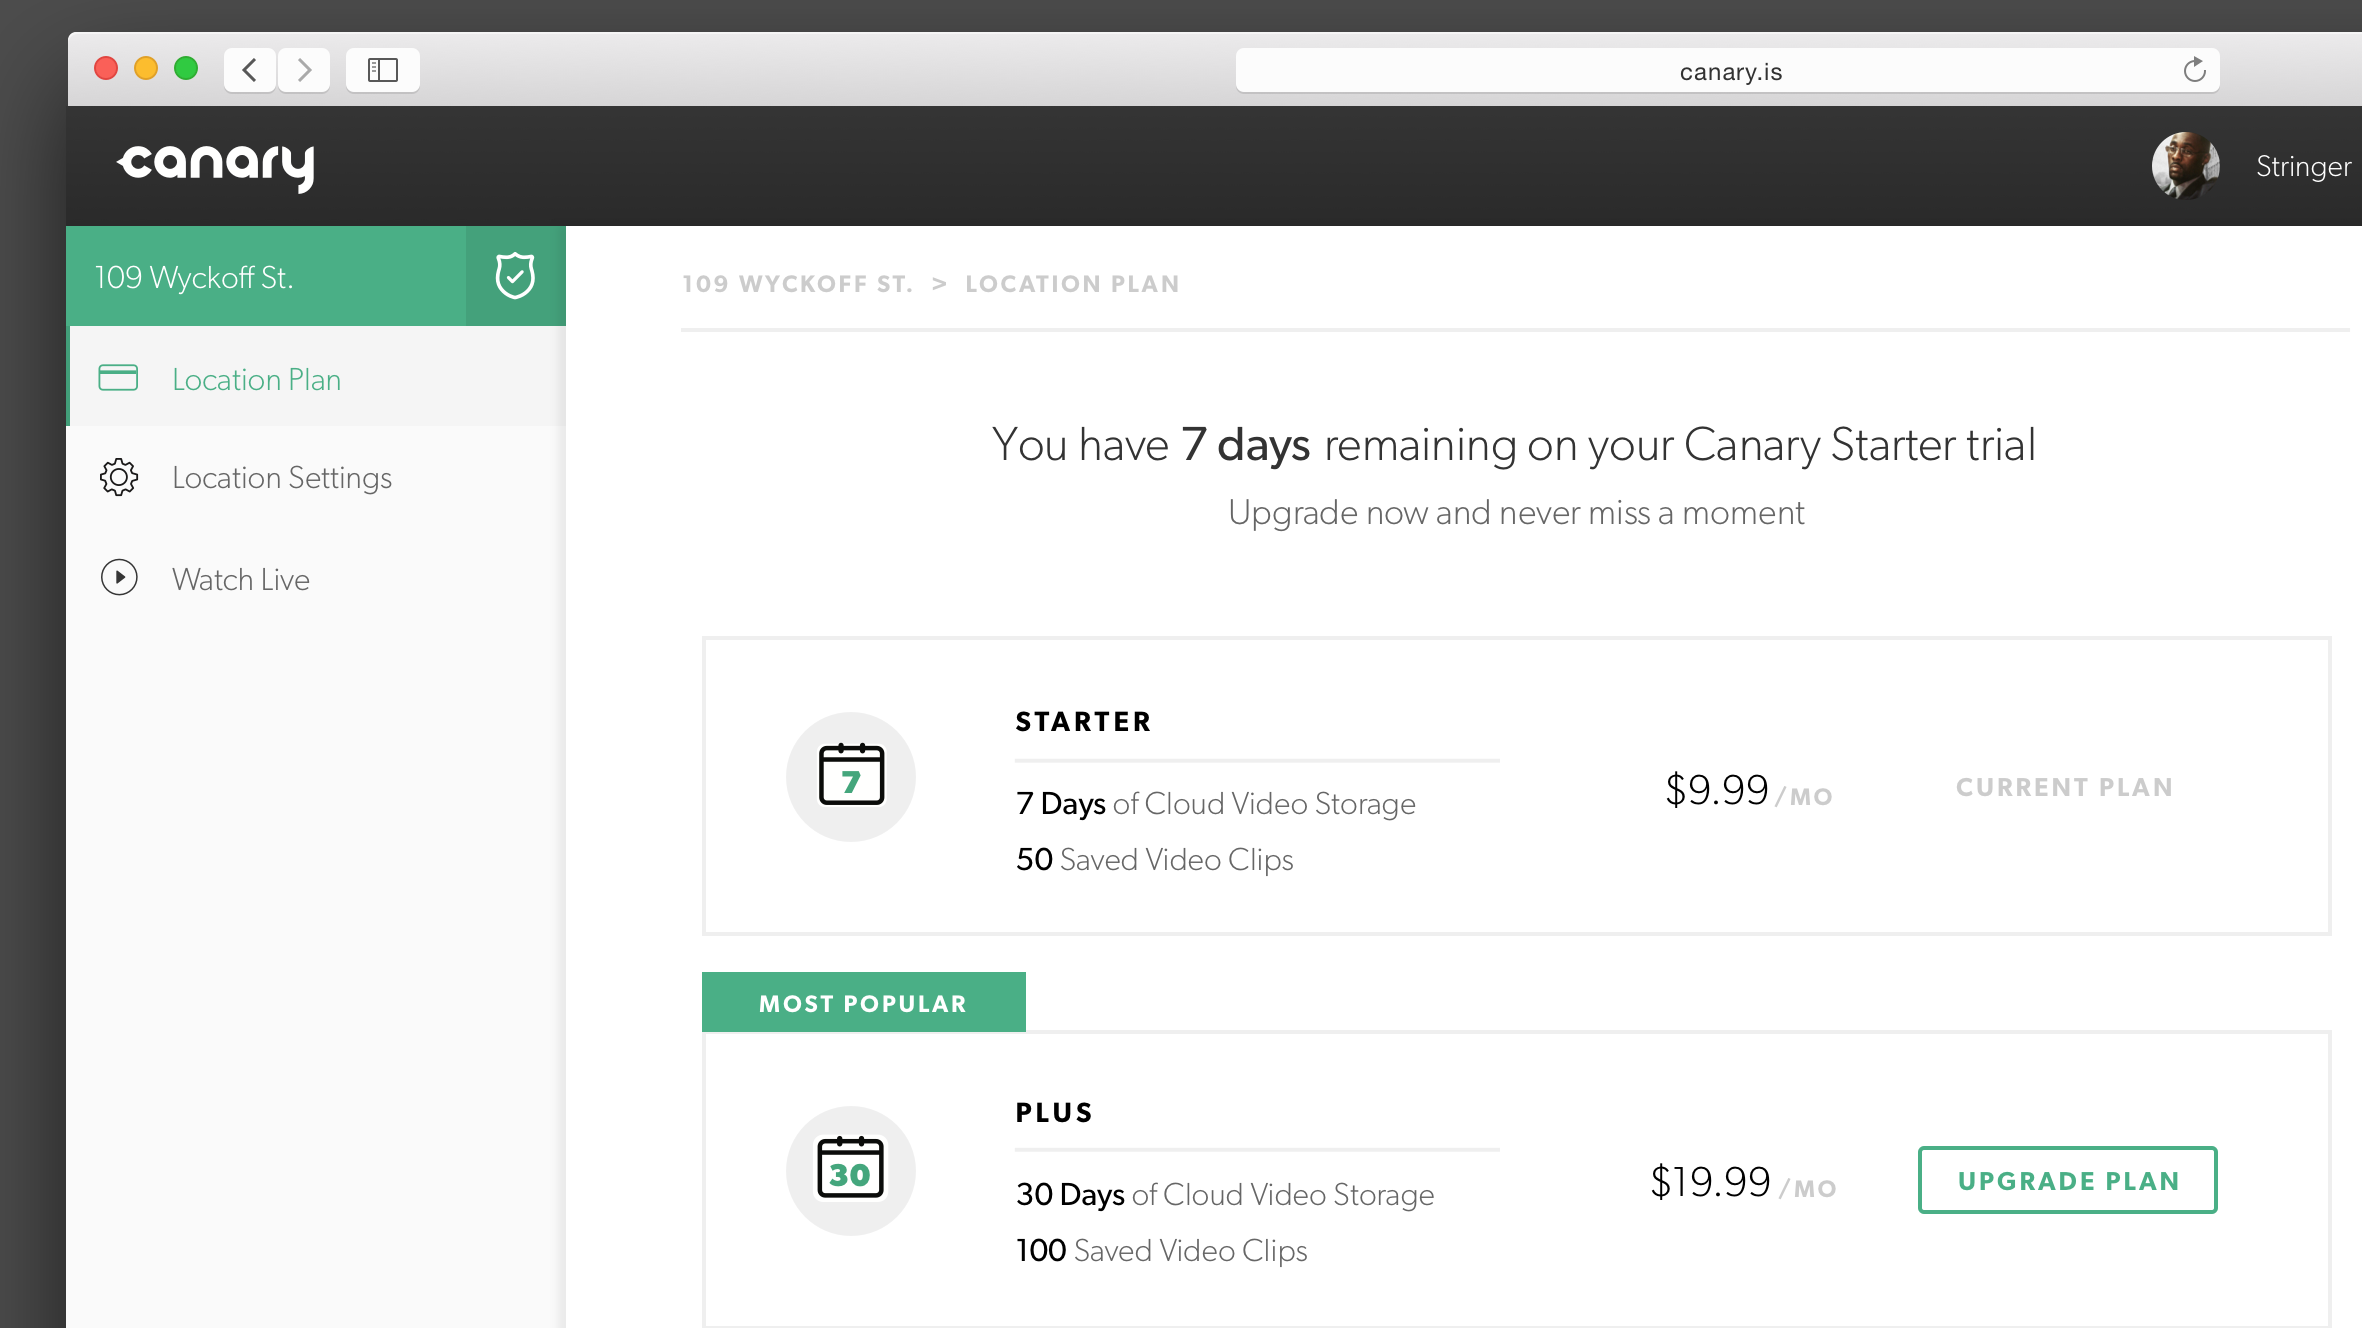 canary.is
canary
Stringer
109 Wyckoff St.
109 WYCKOFF ST. > LOCATION PLAN
Location Plan
Location Settings
Watch Live
You have 7 days remaining on your Canary Starter trial
Upgrade now and never miss a moment
STARTER
7
7 Days of Cloud Video Storage
50 Saved Video Clips
$9.99 /MO
CURRENT PLAN
MOST POPULAR
PLUS
30
30 Days of Cloud Video Storage
100 Saved Video Clips
$19.99 /MO
UPGRADE PLAN